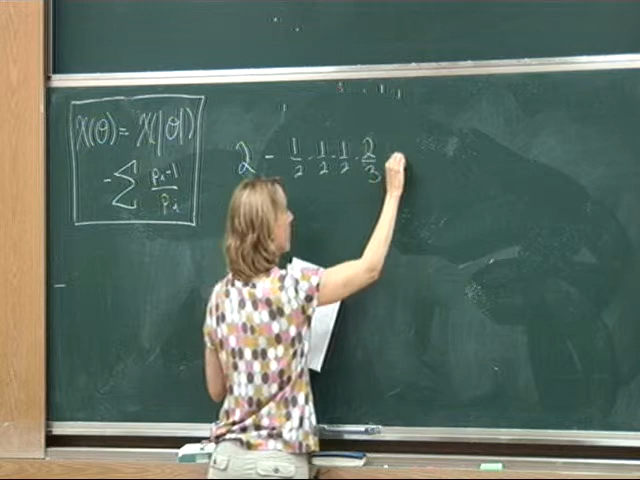 χ(θ) = χ(|θ|)
- Σ (pᵢ-1)/pᵢ
2 - 1/2 - 1/2 - 1/2 - 2/3